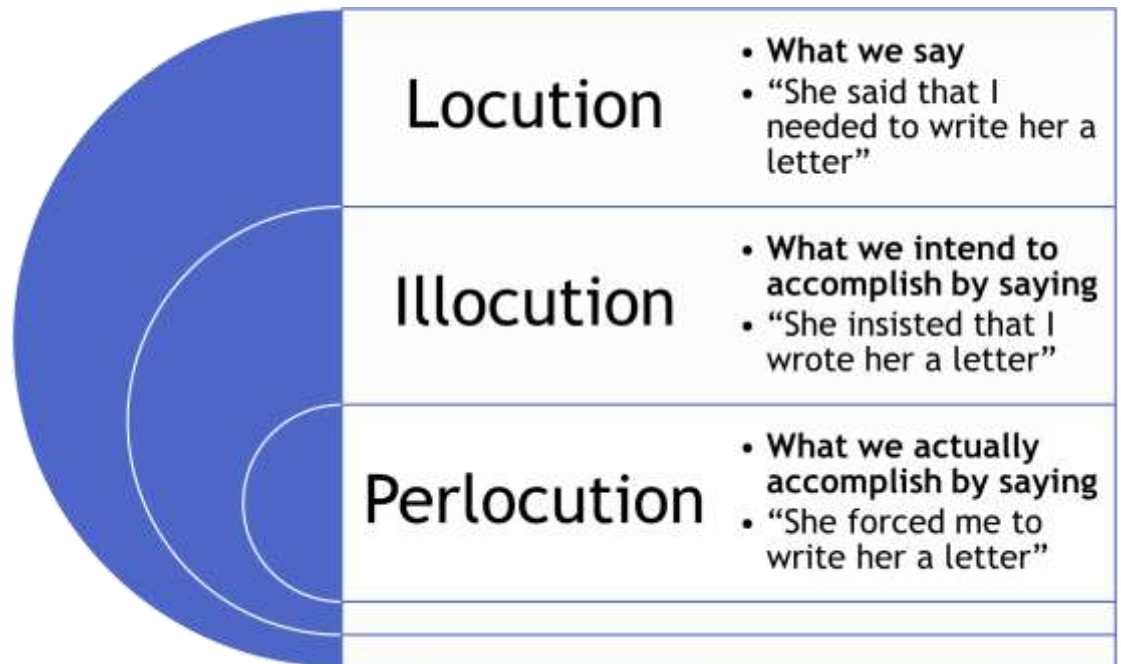 Locution
• What we say
• “She said that I
needed to write her a
letter”
Illocution
• What we intend to
accomplish by saying
• “She insisted that I
wrote her a letter”
Perlocution
• What we actually
accomplish by saying
• “She forced me to
write her a letter”